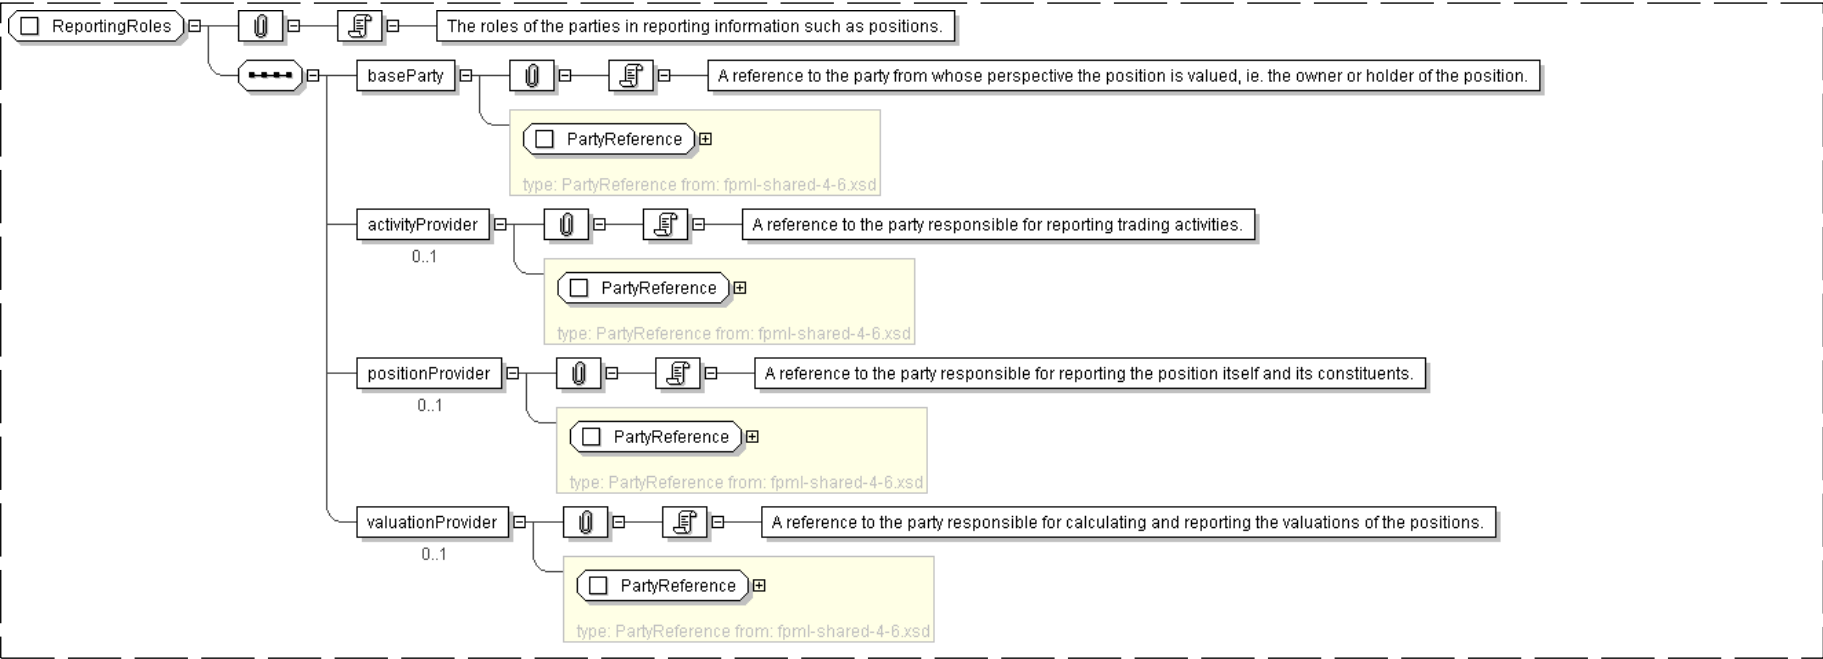 ReportingRoles
The roles of the parties in reporting information such as positions.
baseParty
A reference to the party from whose perspective the position is valued, ie. the owner or holder of the position.
PartyReference
type: PartyReference from: fpml-shared-4-6.xsd
activityProvider
A reference to the party responsible for reporting trading activities.
0..1
PartyReference
type: PartyReference from: fpml-shared-4-6.xsd
positionProvider
A reference to the party responsible for reporting the position itself and its constituents.
0..1
PartyReference
type: PartyReference from: fpml-shared-4-6.xsd
valuationProvider
A reference to the party responsible for calculating and reporting the valuations of the positions.
0..1
PartyReference
type: PartyReference from: fpml-shared-4-6.xsd